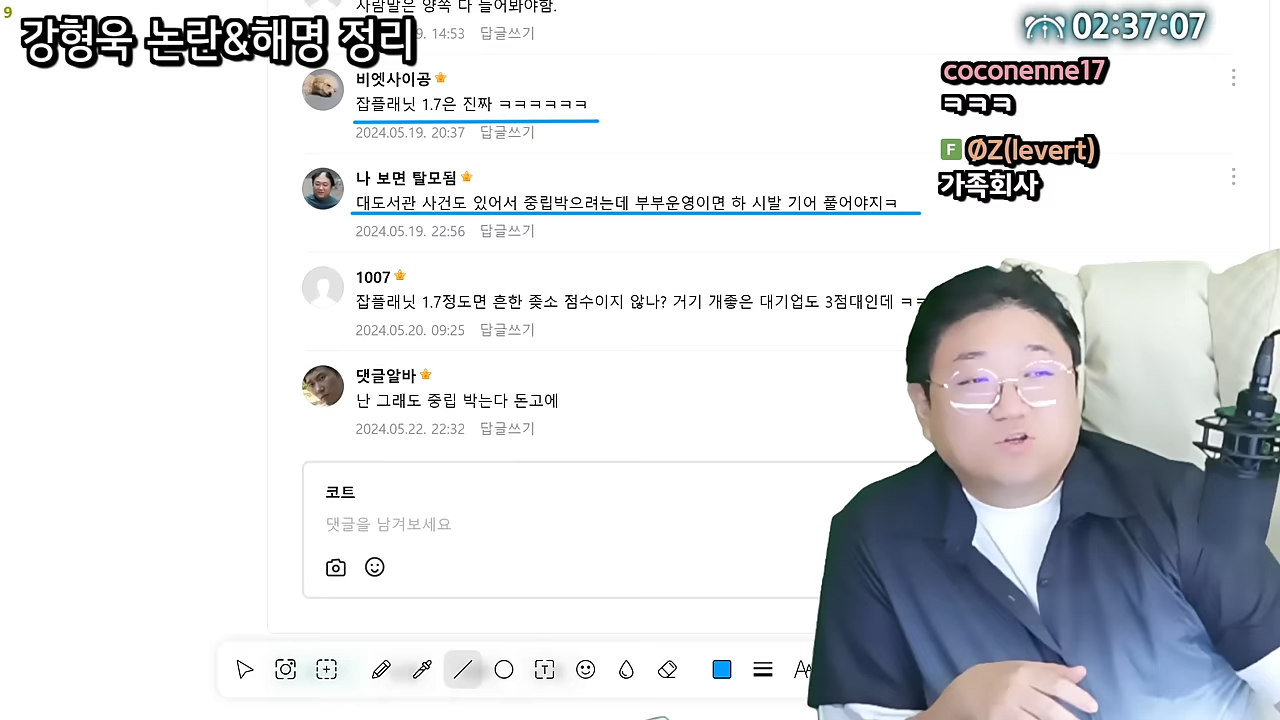 9
강형욱 논란&해명 정리
02:37:07
사람말은 양쪽 다 들어봐야함.
9. 14:53 답글쓰기
비엣사이공
잡플래닛 1.7은 진짜 ㅋㅋㅋㅋㅋㅋ
2024.05.19. 20:37 답글쓰기
나 보면 탈모됨
대도서관 사건도 있어서 중립박으려는데 부부운영이면 하 시발 기어 풀어야지ㅋ
2024.05.19. 22:56 답글쓰기
1007
잡플래닛 1.7정도면 흔한 좆소 점수이지 않나? 거기 개좋은 대기업도 3점대인데 ㅋㅋ
2024.05.20. 09:25 답글쓰기
댓글알바
난 그래도 중립 박는다 돈고에
2024.05.22. 22:32 답글쓰기
코트
댓글을 남겨보세요
coconenne17
ㅋㅋㅋ
F ØZ(levert)
가족회사
T
AA